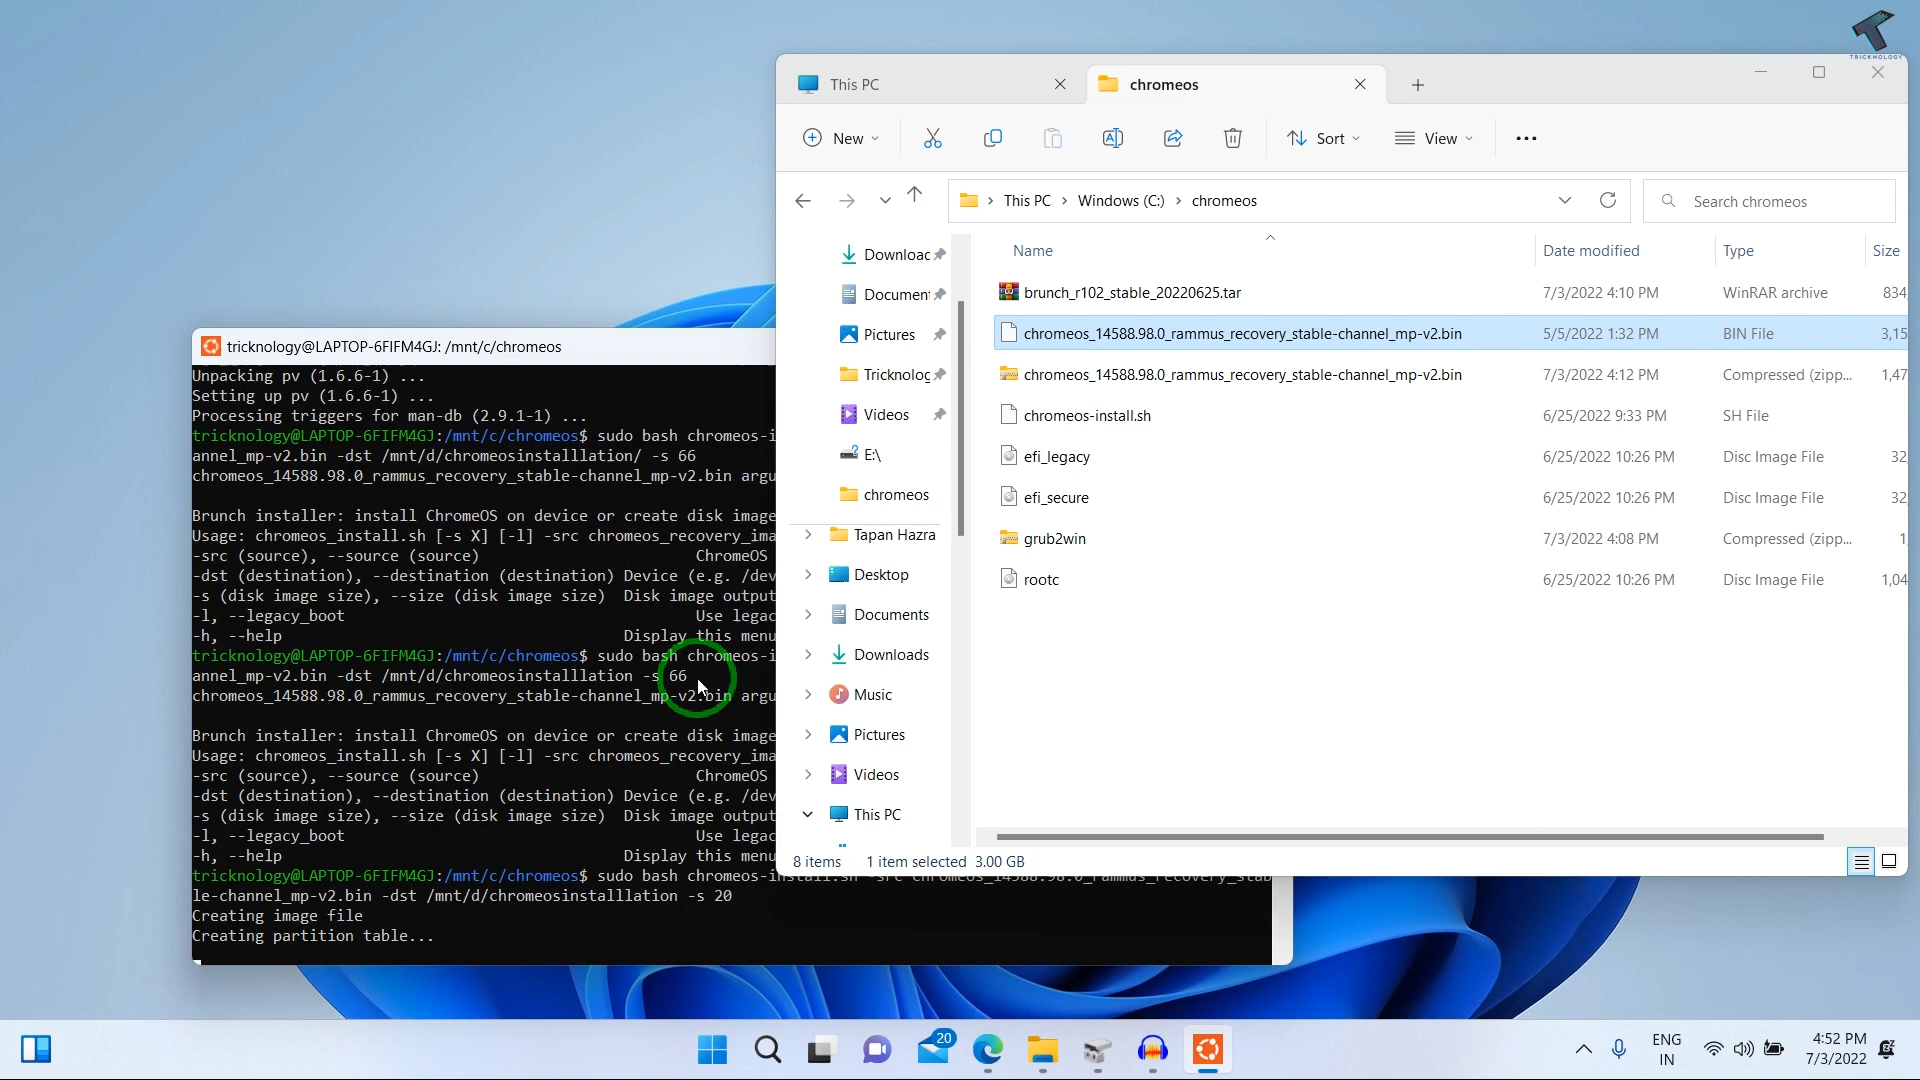 TRICKNOLOGY
This PC
chromeos
New
Sort
View
This PC > Windows (C:) > chromeos
Search chromeos
Name
Date modified
Type
Size
brunch_r102_stable_20220625.tar 7/3/2022 4:10 PM WinRAR archive 834
chromeos_14588.98.0_rammus_recovery_stable-channel_mp-v2.bin 5/5/2022 1:32 PM BIN File 3,15
chromeos_14588.98.0_rammus_recovery_stable-channel_mp-v2.bin 7/3/2022 4:12 PM Compressed (zipp... 1,47
chromeos-install.sh 6/25/2022 9:33 PM SH File
efi_legacy 6/25/2022 10:26 PM Disc Image File 32
efi_secure 6/25/2022 10:26 PM Disc Image File 32
grub2win 7/3/2022 4:08 PM Compressed (zipp... 1
rootc 6/25/2022 10:26 PM Disc Image File 1,04
Downloac
Document
Pictures
Tricknolog
Videos
E:\
chromeos
Tapan Hazra
Desktop
Documents
Downloads
Music
Pictures
Videos
This PC
8 items 1 item selected 3.00 GB
tricknology@LAPTOP-6FIFM4GJ: /mnt/c/chromeos
Unpacking pv (1.6.6-1) ...
Setting up pv (1.6.6-1) ...
Processing triggers for man-db (2.9.1-1) ...
tricknology@LAPTOP-6FIFM4GJ:/mnt/c/chromeos$ sudo bash chromeos-i
annel_mp-v2.bin -dst /mnt/d/chromeosinstalllation/ -s 66
chromeos_14588.98.0_rammus_recovery_stable-channel_mp-v2.bin argu
Brunch installer: install ChromeOS on device or create disk image
Usage: chromeos_install.sh [-s X] [-l] -src chromeos_recovery_ima
-src (source), --source (source) ChromeOS
-dst (destination), --destination (destination) Device (e.g. /dev
-s (disk image size), --size (disk image size) Disk image output
-l, --legacy_boot Use legac
-h, --help Display this menu
tricknology@LAPTOP-6FIFM4GJ:/mnt/c/chromeos$ sudo bash chromeos-i
annel_mp-v2.bin -dst /mnt/d/chromeosinstalllation -s 66
chromeos_14588.98.0_rammus_recovery_stable-channel_mp-v2.bin argu
Brunch installer: install ChromeOS on device or create disk image
Usage: chromeos_install.sh [-s X] [-l] -src chromeos_recovery_ima
-src (source), --source (source) ChromeOS
-dst (destination), --destination (destination) Device (e.g. /dev
-s (disk image size), --size (disk image size) Disk image output
-l, --legacy_boot Use legac
-h, --help Display this menu
tricknology@LAPTOP-6FIFM4GJ:/mnt/c/chromeos$ sudo bash chromeos-install.sh -src chromeos_14588.98.0_rammus_recovery_stab
le-channel_mp-v2.bin -dst /mnt/d/chromeosinstalllation -s 20
Creating image file
Creating partition table...
20
ENG
IN
4:52 PM
7/3/2022